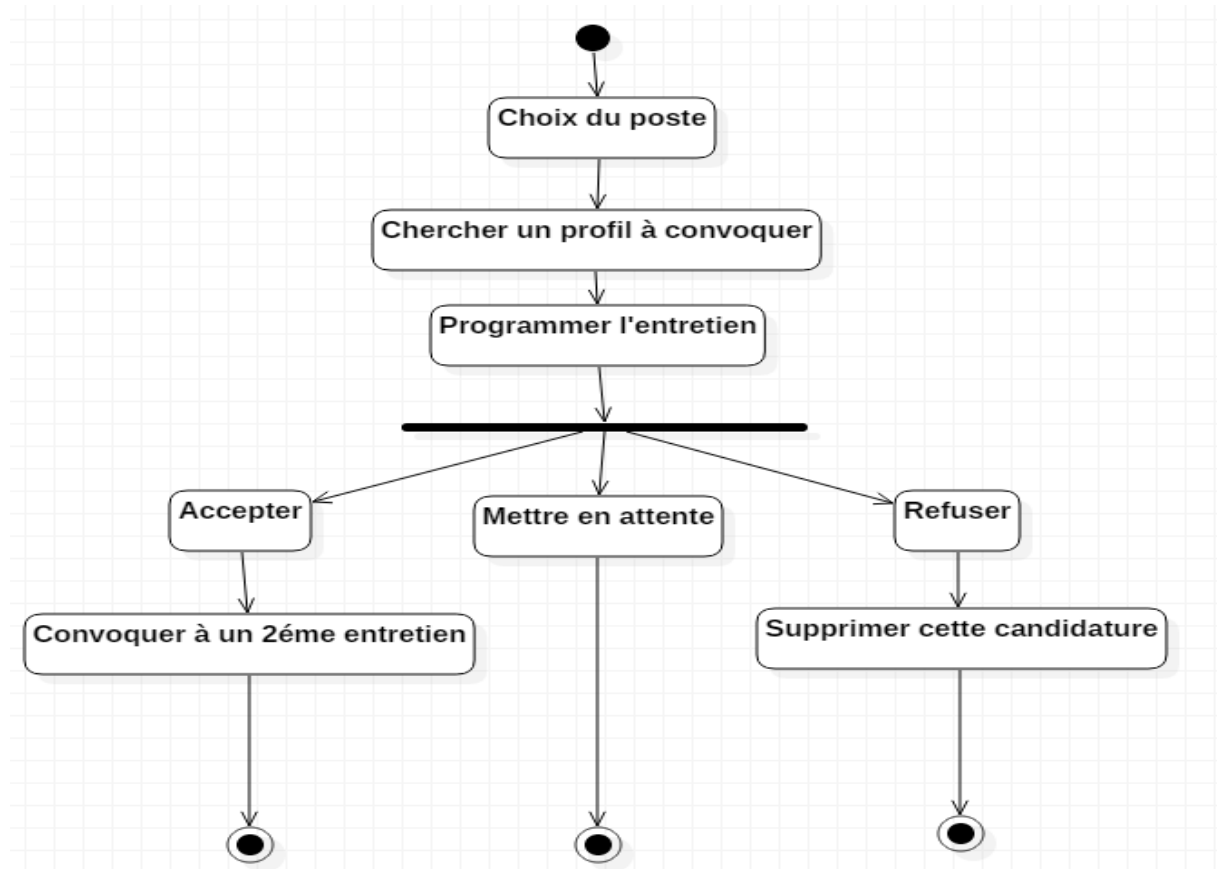 Choix du poste
Chercher un profil à convoquer
Programmer l'entretien
Accepter
Mettre en attente
Refuser
Convoquer à un 2éme entretien
Supprimer cette candidature